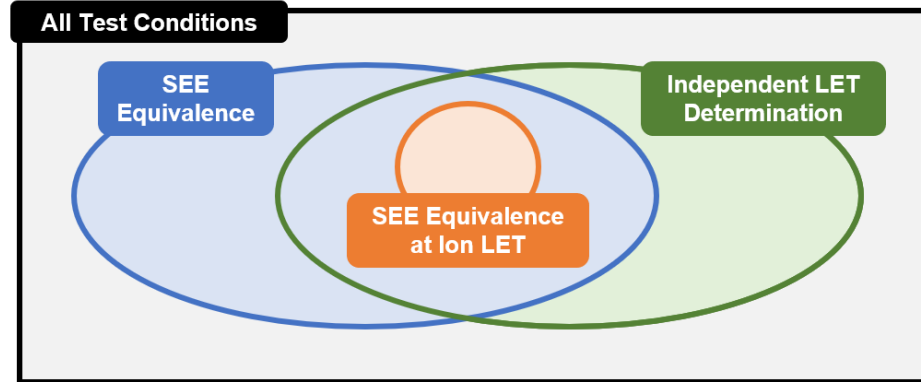 All Test Conditions
SEE
Equivalence
Independent LET
Determination
SEE Equivalence
at Ion LET